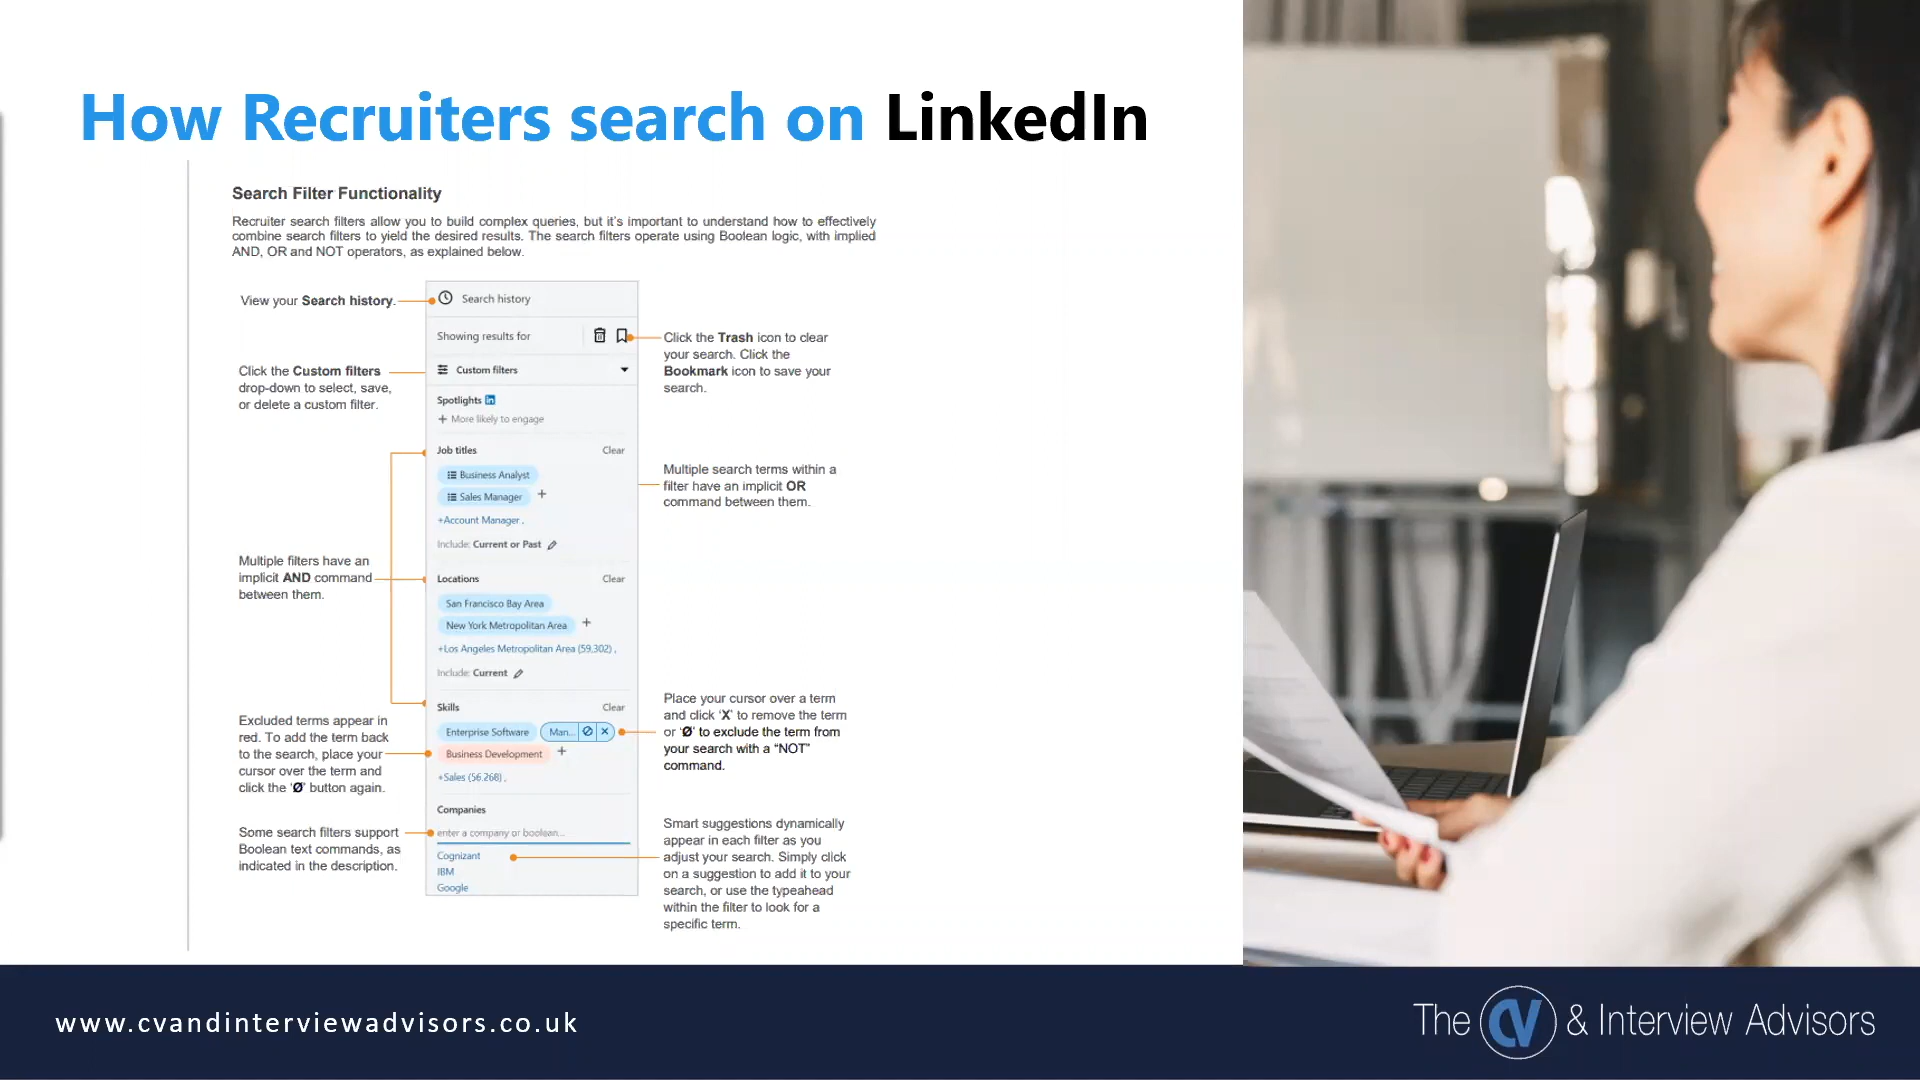 How Recruiters search on LinkedIn
Search Filter Functionality
Recruiter search filters allow you to build complex queries, but it's important to understand how to effectively
combine search filters to yield the desired results. The search filters operate using Boolean logic, with implied
AND, OR and NOT operators, as explained below.
View your Search history.
Click the Custom filters
drop-down to select, save,
or delete a custom filter.
Multiple filters have an
implicit AND command
between them.
Excluded terms appear in
red. To add the term back
to the search, place your
cursor over the term and
click the 'Ø' button again.
Some search filters support
Boolean text commands, as
indicated in the description.
Search history
Showing results for
Custom filters
Spotlights in
+ More likely to engage
Job titles Clear
Business Analyst
Sales Manager +
+Account Manager ,
Include: Current or Past
Locations Clear
San Francisco Bay Area
New York Metropolitan Area +
+Los Angeles Metropolitan Area (59,302) ,
Include: Current
Skills Clear
Enterprise Software Man... Ø ×
Business Development +
+Sales (56,268) ,
Companies
enter a company or boolean...
Cognizant
IBM
Google
Click the Trash icon to clear
your search. Click the
Bookmark icon to save your
search.
Multiple search terms within a
filter have an implicit OR
command between them.
Place your cursor over a term
and click 'X' to remove the term
or 'Ø' to exclude the term from
your search with a "NOT"
command.
Smart suggestions dynamically
appear in each filter as you
adjust your search. Simply click
on a suggestion to add it to your
search, or use the typeahead
within the filter to look for a
specific term.
www.cvandinterviewadvisors.co.uk
The CV & Interview Advisors